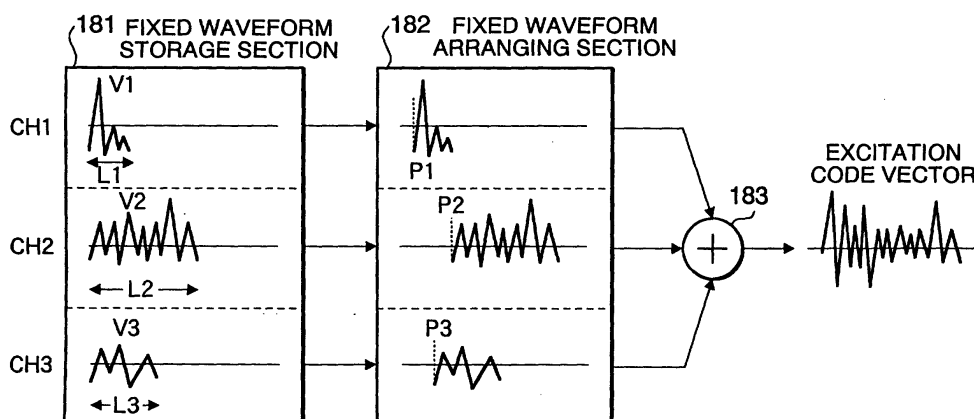 181 FIXED WAVEFORM
STORAGE SECTION
182 FIXED WAVEFORM
ARRANGING SECTION
CH1
V1
L1
P1
CH2
V2
L2
P2
CH3
V3
L3
P3
183
+
EXCITATION
CODE VECTOR